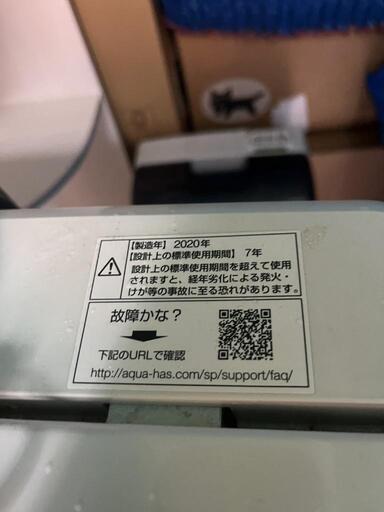 【製造年】 2020年
【設計上の標準使用期間】 7年
設計上の標準使用期間を超えて使用
されますと、経年劣化による発火・
けが等の事故に至る恐れがあります。
故障かな？
下記のURLで確認
http://aqua-has.com/sp/support/faq/